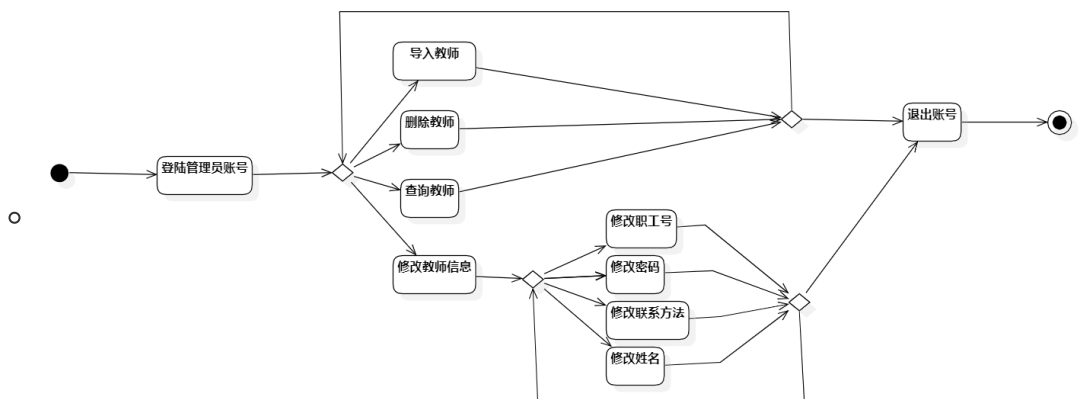 导入教师
删除教师
退出账号
登陆管理员账号
查询教师
修改教师信息
修改职工号
修改密码
修改联系方法
修改姓名